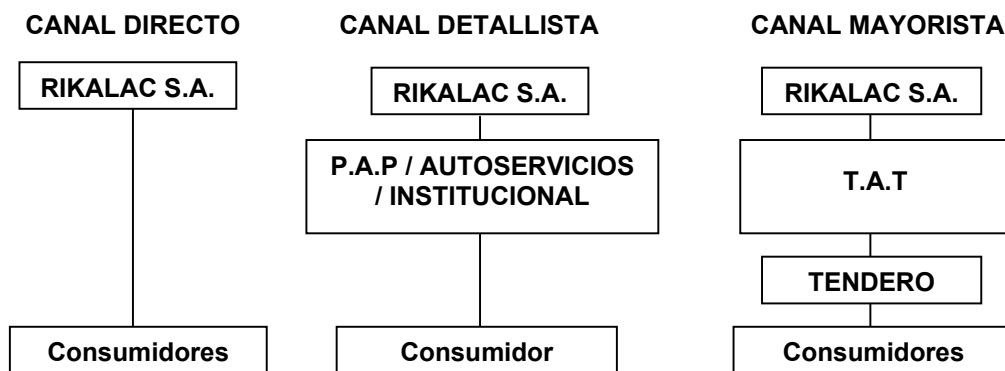 CANAL DIRECTO
RIKALAC S.A.
Consumidores
CANAL DETALLISTA
RIKALAC S.A.
P.A.P / AUTOSERVICIOS
/ INSTITUCIONAL
Consumidor
CANAL MAYORISTA
RIKALAC S.A.
T.A.T
TENDERO
Consumidores